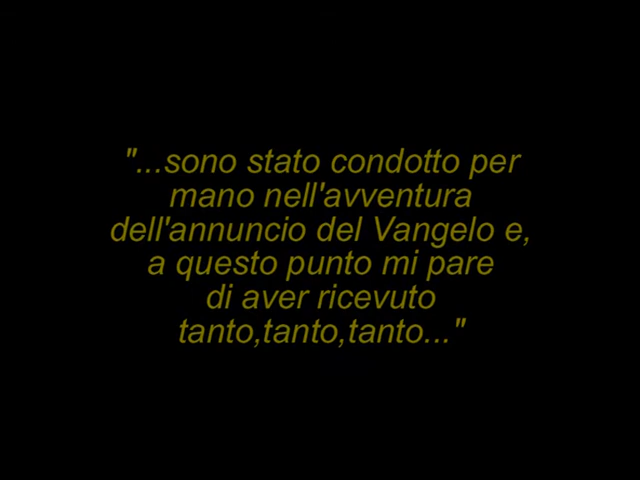 "...sono stato condotto per
mano nell'avventura
dell'annuncio del Vangelo e,
a questo punto mi pare
di aver ricevuto
tanto,tanto,tanto..."